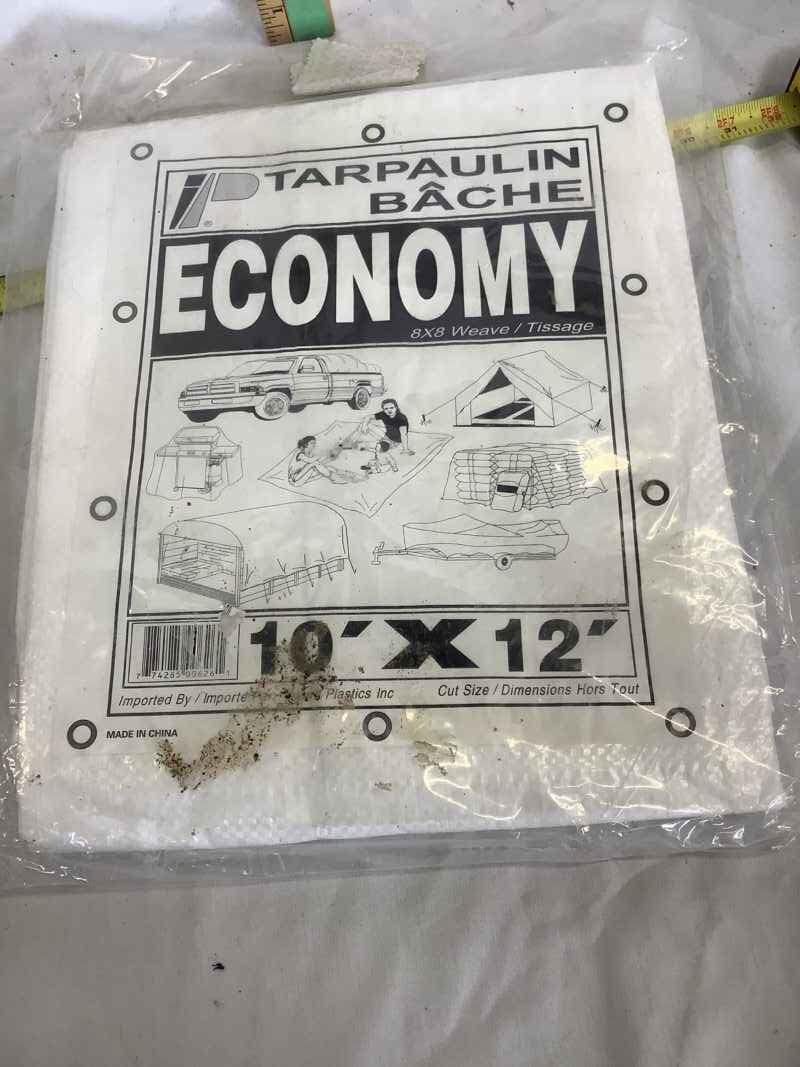 iP TARPAULIN
BÂCHE
®
ECONOMY
8X8 Weave / Tissage
10′ X 12″
Imported By / Importé Plastics Inc
Cut Size / Dimensions Hors Tout
MADE IN CHINA